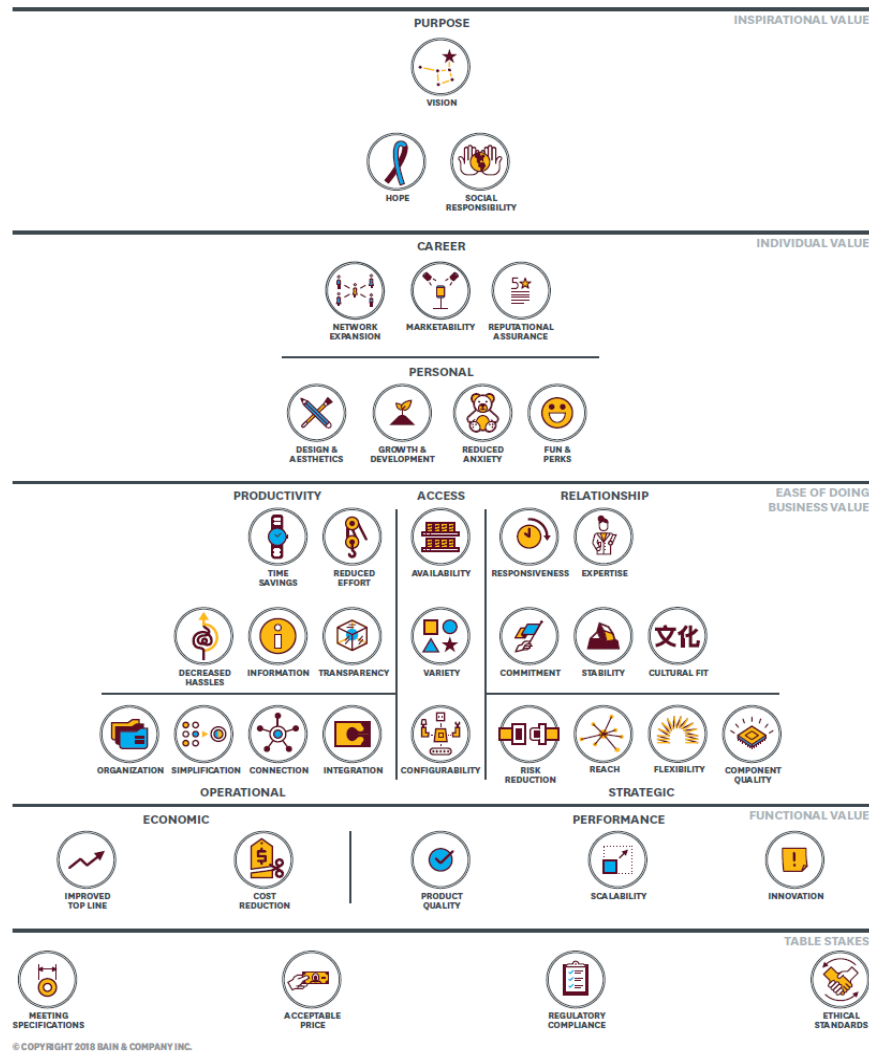 PURPOSE
INSPIRATIONAL VALUE
VISION
HOPE
SOCIAL
RESPONSIBILITY
CAREER
INDIVIDUAL VALUE
NETWORK
EXPANSION
MARKETABILITY
5
REPUTATIONAL
ASSURANCE
PERSONAL
DESIGN &
AESTHETICS
GROWTH &
DEVELOPMENT
REDUCED
ANXIETY
FUN &
PERKS
PRODUCTIVITY
ACCESS
RELATIONSHIP
EASE OF DOING
BUSINESS VALUE
TIME
SAVINGS
REDUCED
EFFORT
AVAILABILITY
RESPONSIVENESS
EXPERTISE
DECREASED
HASSLES
i
INFORMATION
TRANSPARENCY
VARIETY
COMMITMENT
STABILITY
文化
CULTURAL FIT
ORGANIZATION
SIMPLIFICATION
CONNECTION
INTEGRATION
CONFIGURABILITY
RISK
REDUCTION
REACH
FLEXIBILITY
COMPONENT
QUALITY
OPERATIONAL
STRATEGIC
ECONOMIC
PERFORMANCE
FUNCTIONAL VALUE
IMPROVED
TOP LINE
$
COST
REDUCTION
PRODUCT
QUALITY
SCALABILITY
!
INNOVATION
TABLE STAKES
MEETING
SPECIFICATIONS
ACCEPTABLE
PRICE
REGULATORY
COMPLIANCE
ETHICAL
STANDARDS
© COPYRIGHT 2018 BAIN & COMPANY INC.